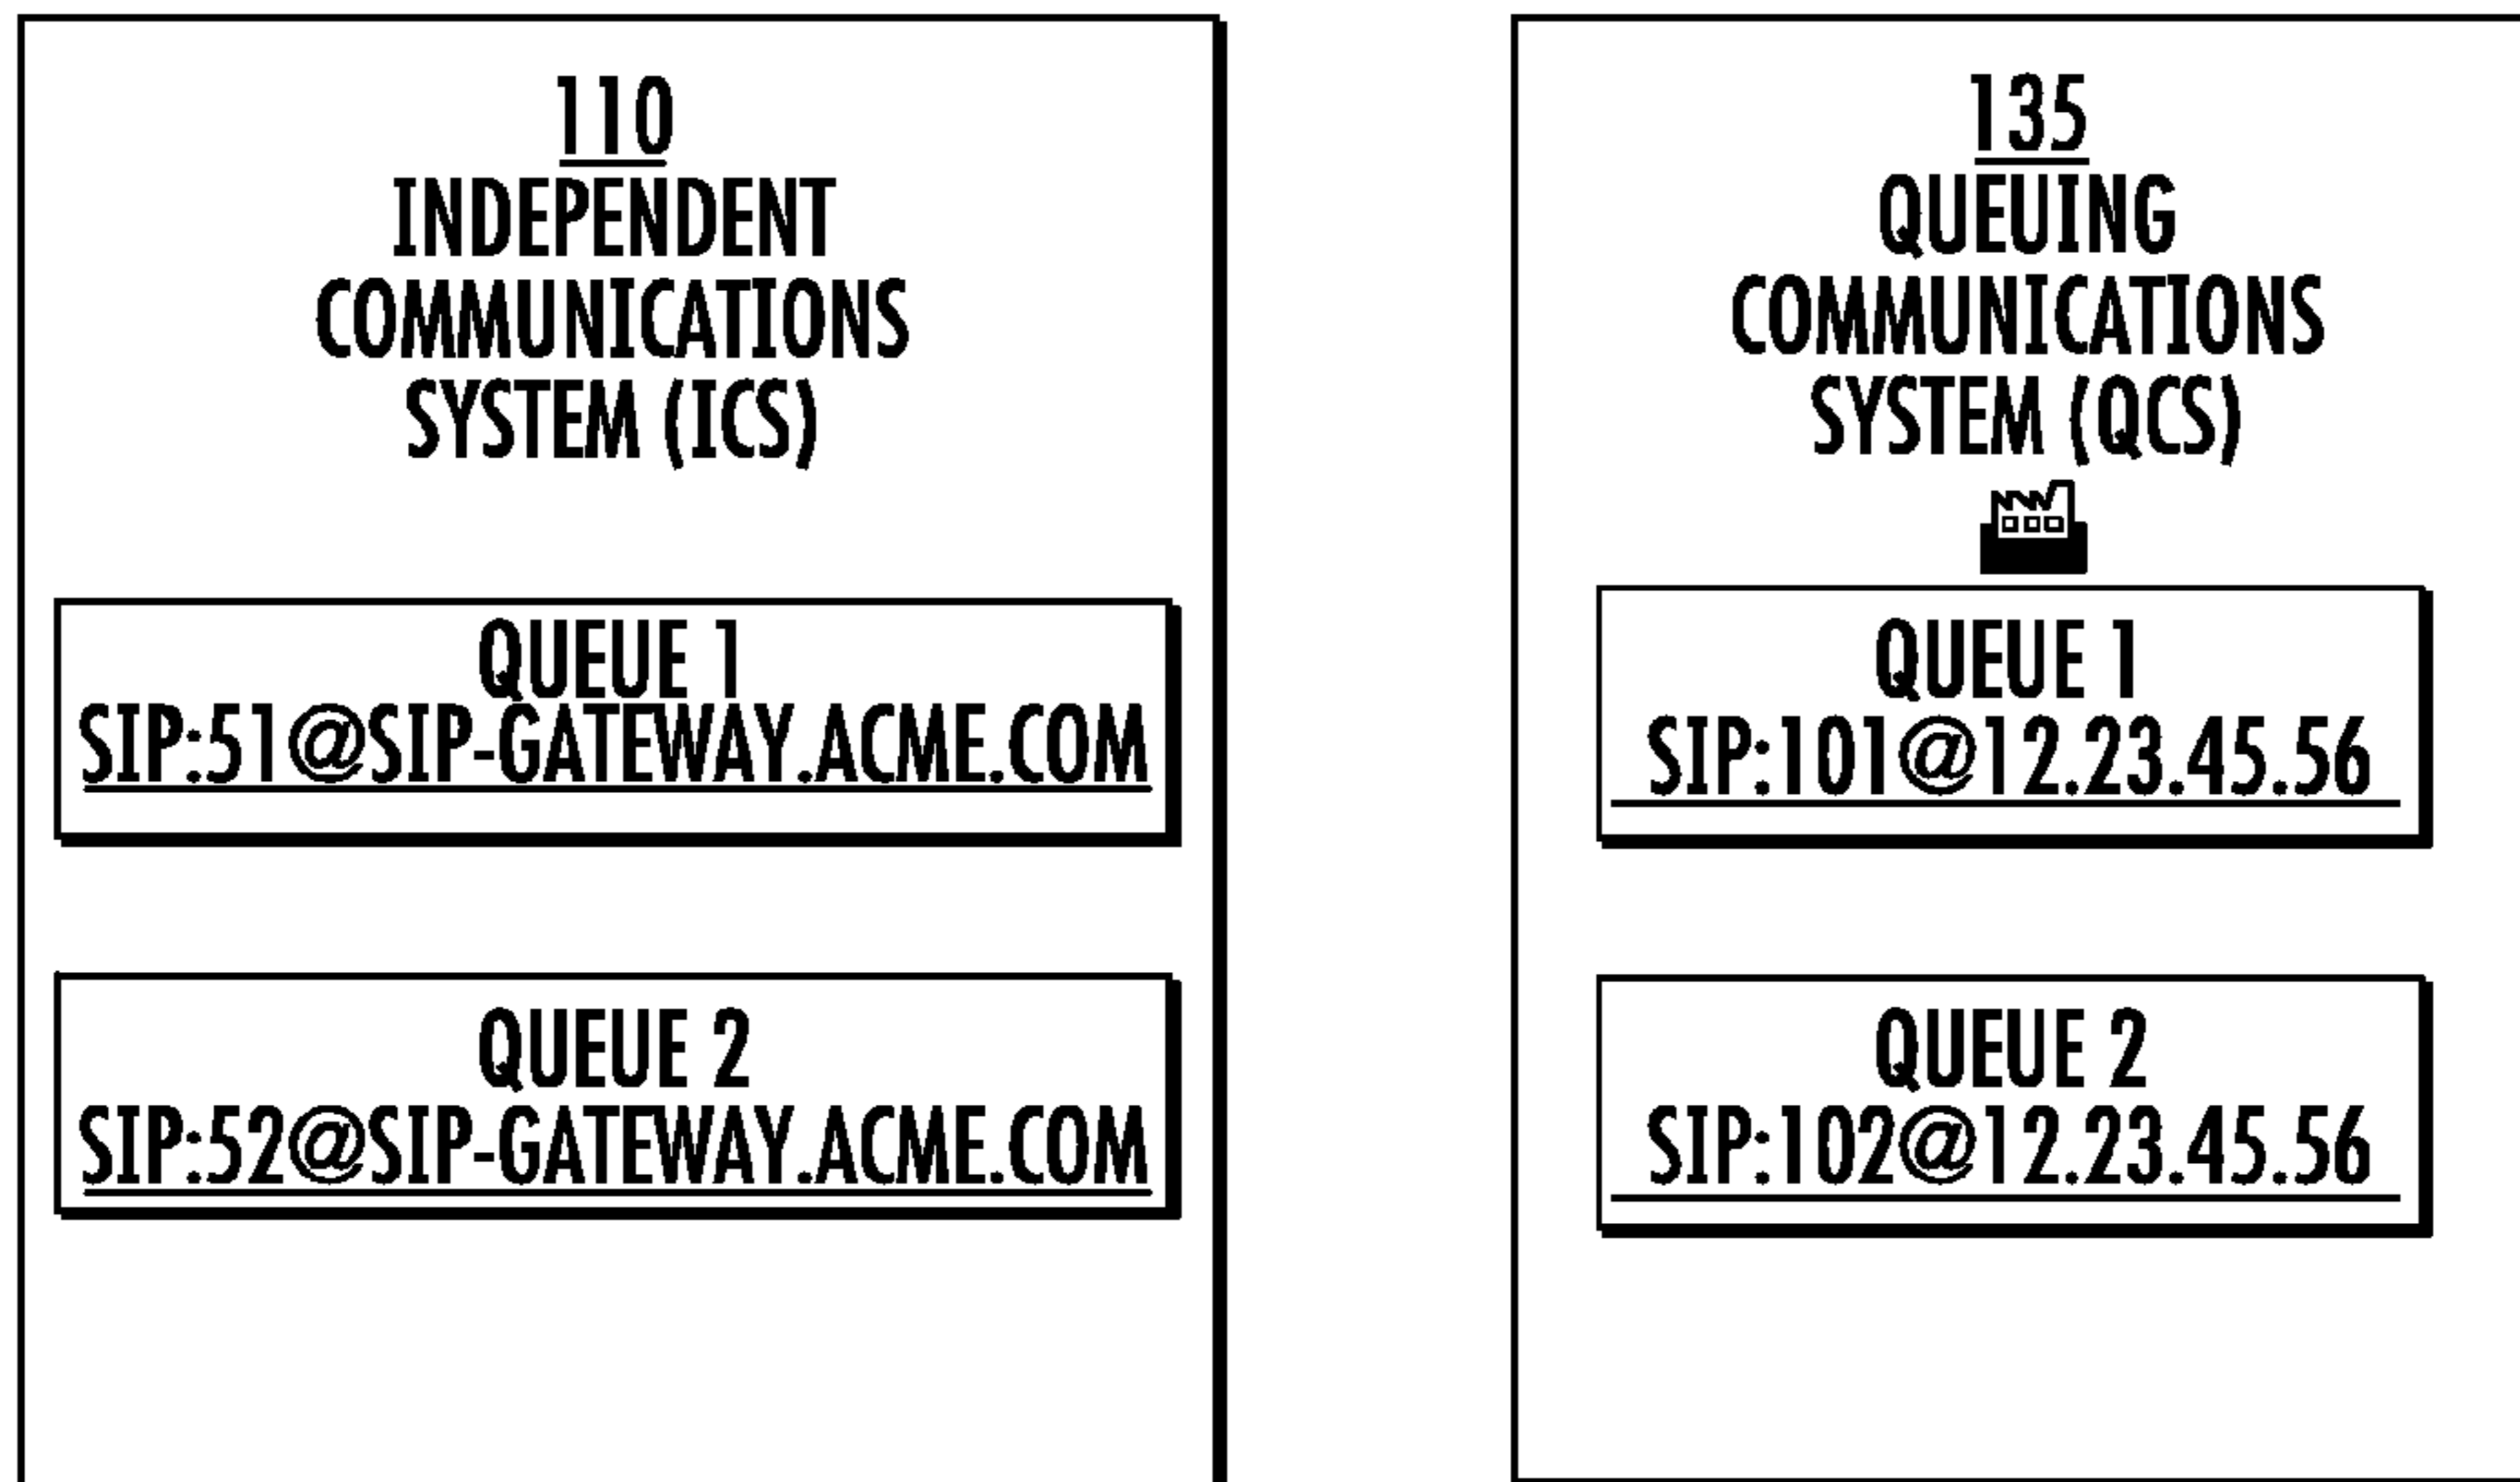 110
INDEPENDENT
COMMUNICATIONS
SYSTEM (ICS)
QUEUE 1
SIP:51@SIP-GATEWAY.ACME.COM
QUEUE 2
SIP:52@SIP-GATEWAY.ACME.COM
135
QUEUING
COMMUNICATIONS
SYSTEM (QCS)
QUEUE 1
SIP:101@12.23.45.56
QUEUE 2
SIP:102@12.23.45.56